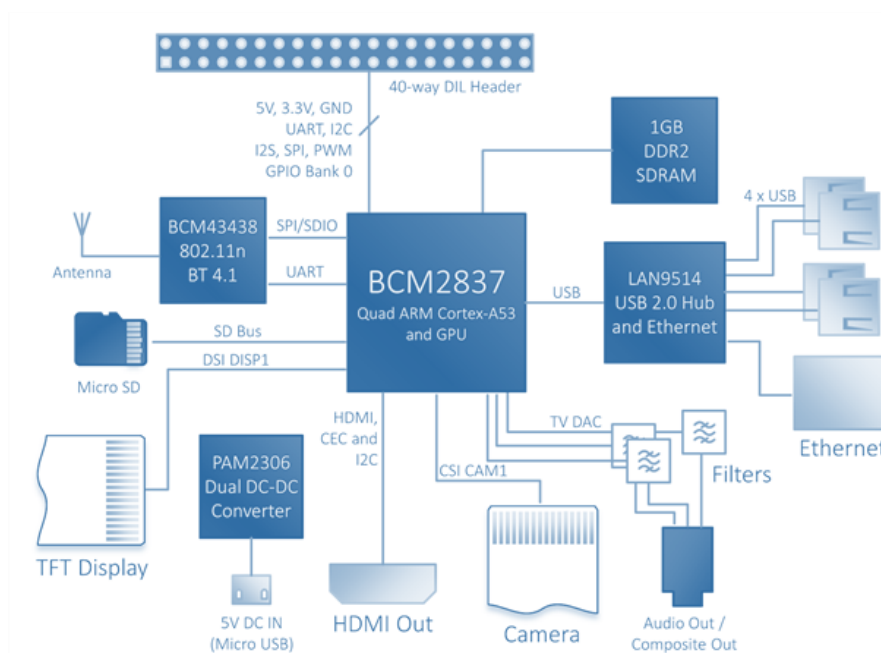 40-way DIL Header
5V, 3.3V, GND
UART, I2C
I2S, SPI, PWM
GPIO Bank 0
1GB
DDR2
SDRAM
4 x USB
BCM43438
802.11n
BT 4.1
SPI/SDIO
UART
Antenna
BCM2837
Quad ARM Cortex-A53
and GPU
USB
LAN9514
USB 2.0 Hub
and Ethernet
SD Bus
Micro SD
DSI DISP1
Ethernet
HDMI,
CEC and
I2C
TV DAC
CSI CAM1
Filters
PAM2306
Dual DC-DC
Converter
TFT Display
5V DC IN
(Micro USB)
HDMI Out
Camera
Audio Out /
Composite Out